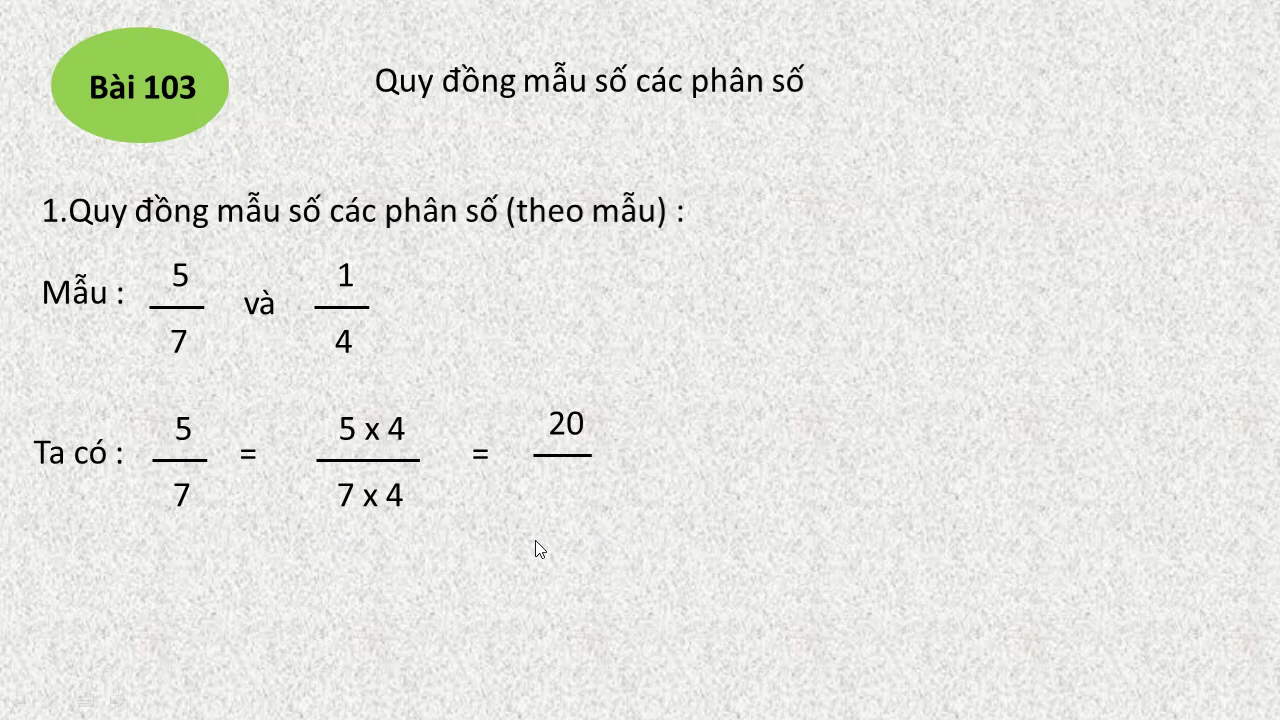 Bài 103
Quy đồng mẫu số các phân số
1.Quy đồng mẫu số các phân số (theo mẫu) :
Mẫu : 5/7 và 1/4
Ta có : 5/7 = 5 x 4/7 x 4 = 20/